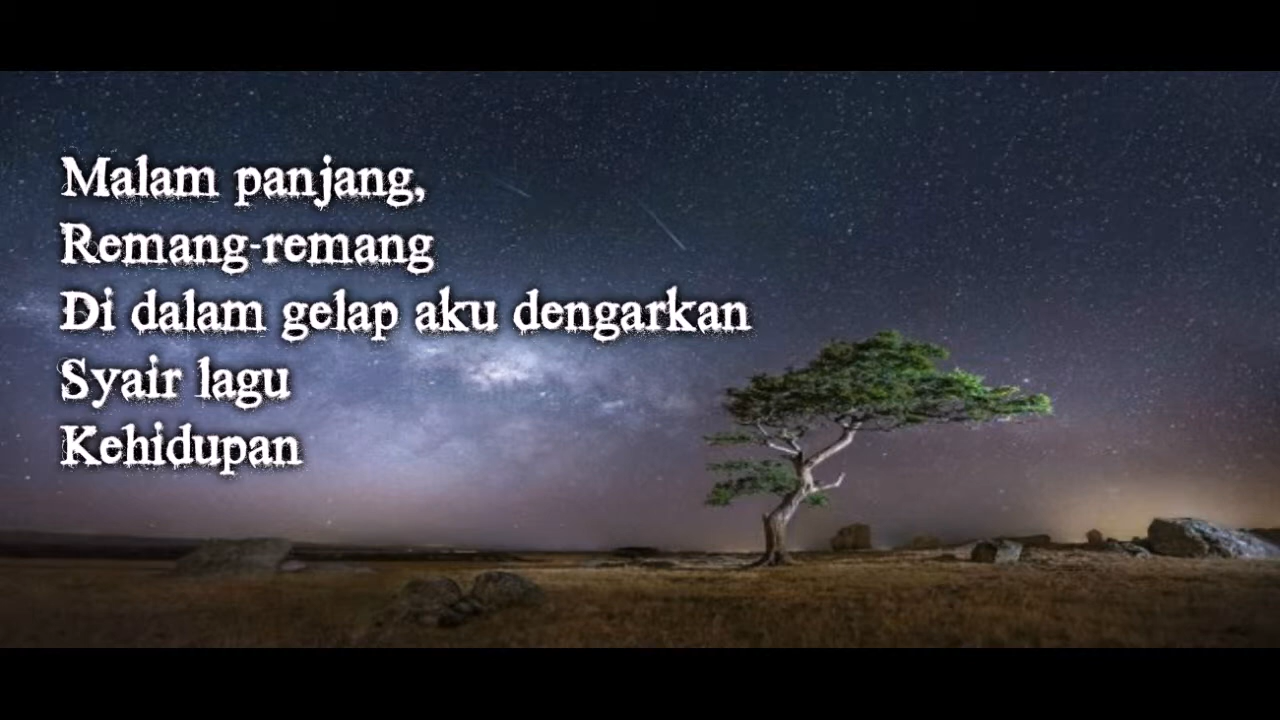 Malam panjang,
Remang-remang
Di dalam gelap aku dengarkan
Syair lagu
Kehidupan